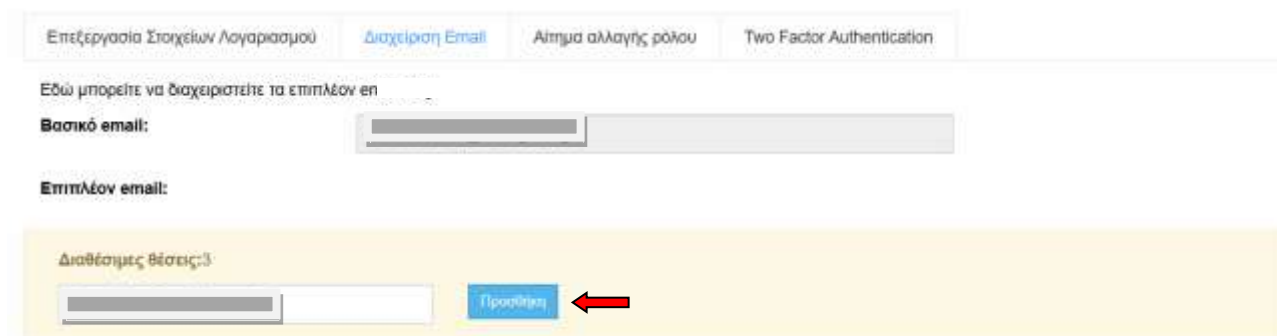 Επεξεργασία Στοιχείων Λογαριασμού Διαχείριση Email Αίτημα αλλαγής ρόλου Two Factor Authentication
Εδώ μπορείτε να διαχειριστείτε τα επιπλέον em
Βασικό email:
Επιπλέον email:
Διαθέσιμες θέσεις:3
Προσθήκη